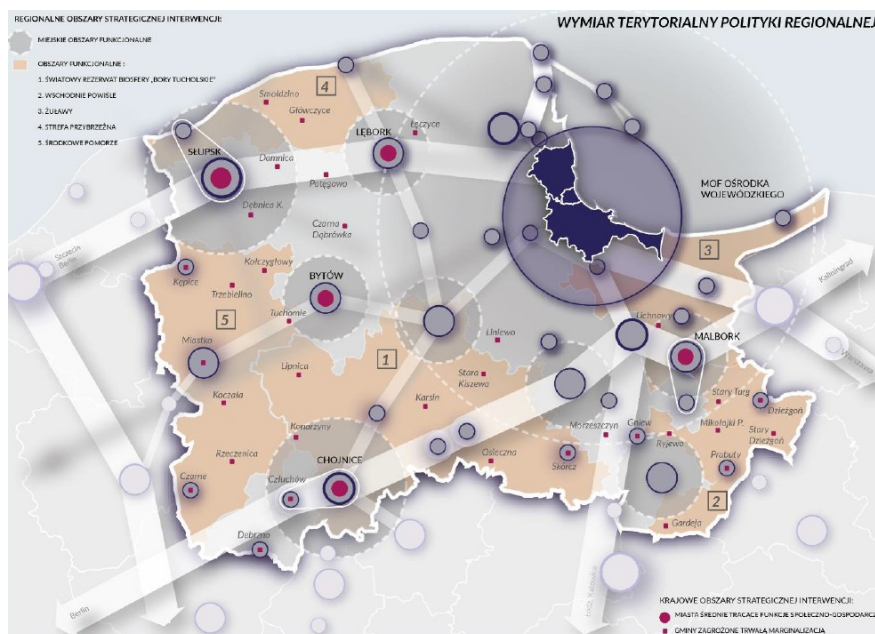 REGIONALNE OBSZARY STRATEGICZNEJ INTERWENCJI:
WYMIAR TERYTORIALNY POLITYKI REGIONALNEJ
MIEJSKIE OBSZARY FUNKCJONALNE
OBSZARY FUNKCJONALNE :
1. ŚWIATOWY REZERWAT BIOSFERY „BORY TUCHOLSKIE”
2. WSCHODNIE POWIŚLE
3. ŻUŁAWY
4. STREFA PRZYBRZEŻNA
5. ŚRODKOWE POMORZE
4
Smołdzino
Główczyce
Łęczyce
LĘBORK
SŁUPSK
Damnica
Potęgowo
MOF OŚRODKA
WOJEWÓDZKIEGO
Dębnica K.
Czarna
Dąbrówka
3
Szczecin
Berlin
Kołczygłowy
Kępice
Trzebielino
BYTÓW
Kaliningrad
5
Tuchomie
Lichnowy
Miastko
Liniewo
MALBORK
Warszawa
1
Lipnica
Stara
Kiszewa
Koczała
Karsin
Stary Targ
Dzierzgoń
Konarzyny
Morzeszczyn
Gniew
Mikołajki P.
Stary
Dzierzgoń
Ryjewo
CHOJNICE
Rzeczenica
Osieczna
Skórcz
Prabuty
Czarne
Człuchów
2
Gardeja
Debrzno
Berlin
Łódź, Katowice
KRAJOWE OBSZARY STRATEGICZNEJ INTERWENCJI:
MIASTA ŚREDNIE TRACĄCE FUNKCJE SPOŁECZNO-GOSPODARCZE
GMINY ZAGROŻONE TRWAŁĄ MARGINALIZACJĄ